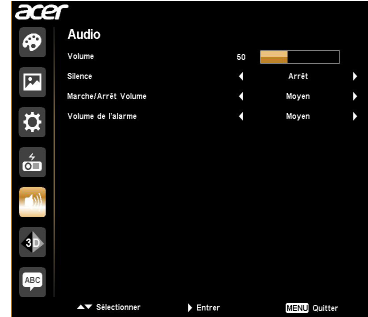 acer
Audio
Volume 50
Silence Arrêt
Marche/Arrêt Volume Moyen
Volume de l'alarme Moyen
3D
ABC
Sélectionner Entrer MENU Quitter